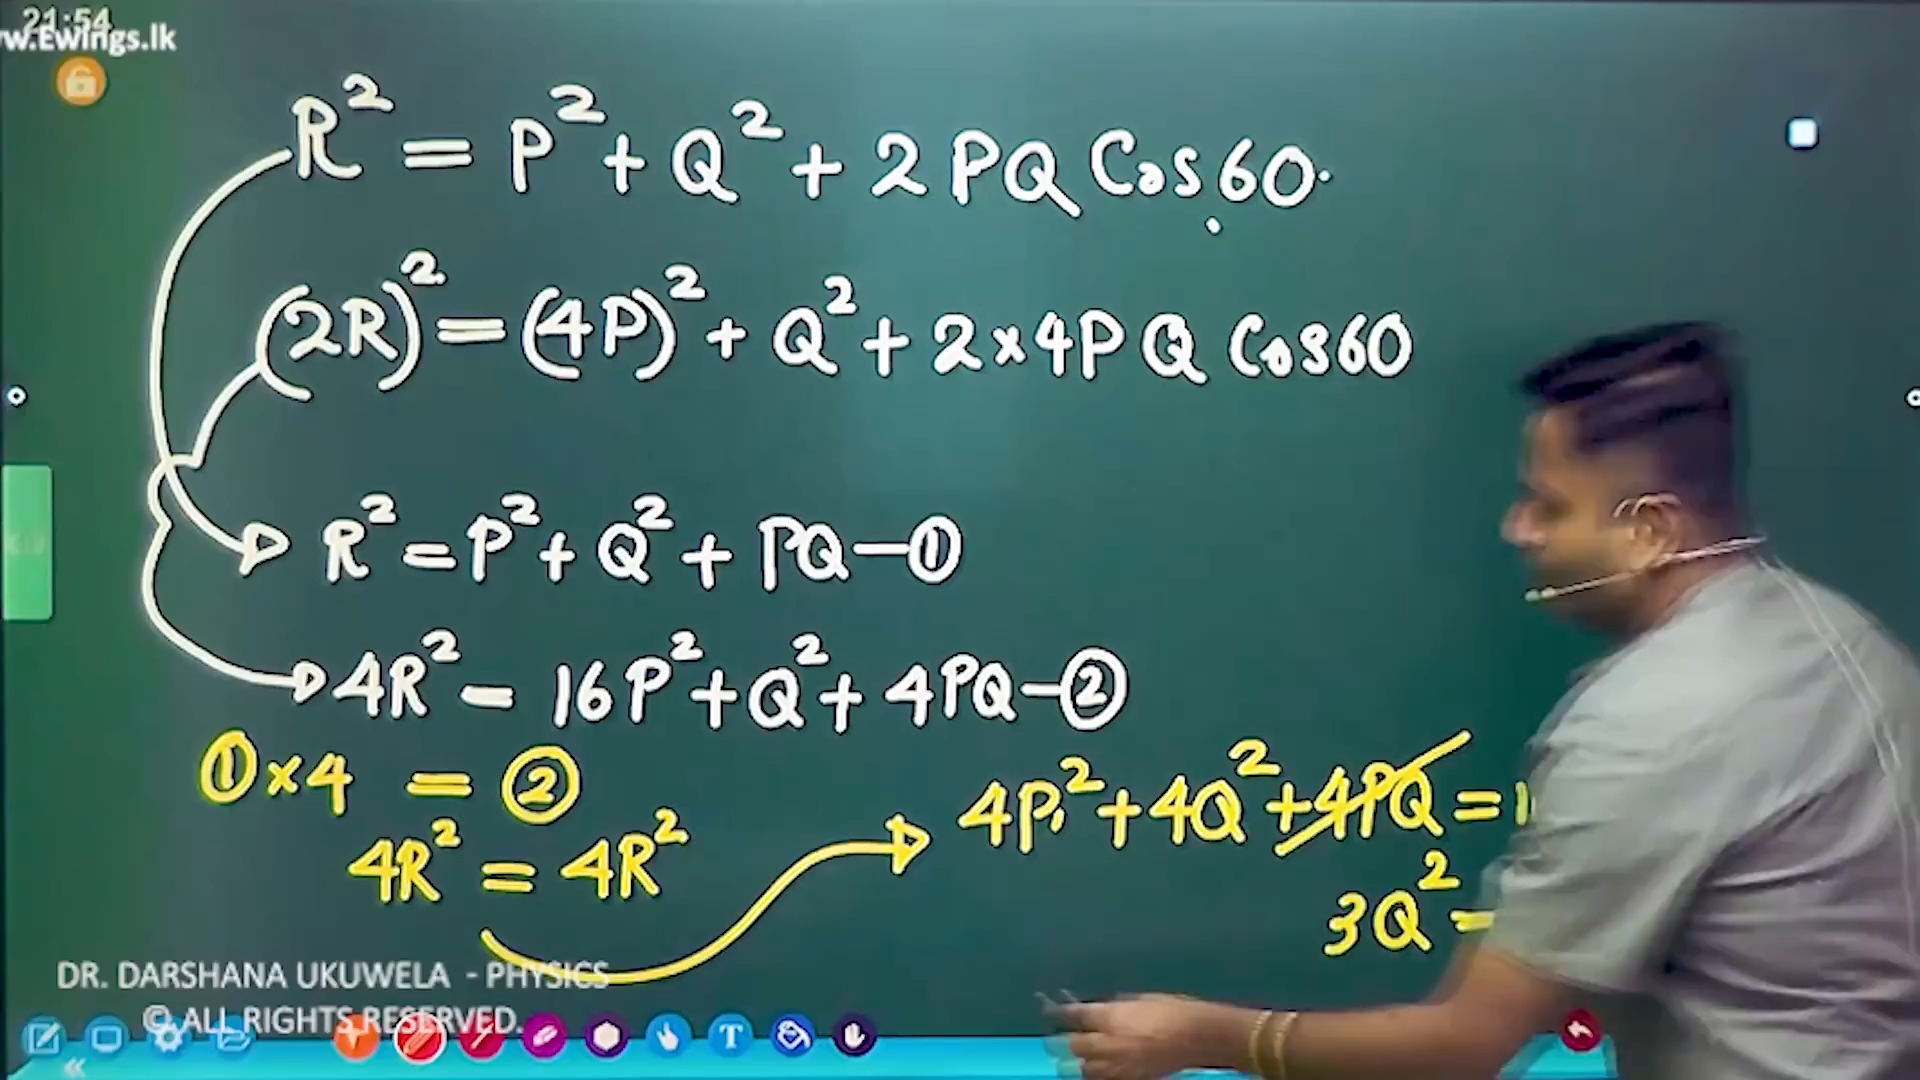 21:54
w.Ewings.lk
R² = P² + Q² + 2PQ Cos60
(2R)² = (4P)² + Q² + 2×4PQ Cos60
R² = P² + Q² + PQ — ①
4R² = 16P² + Q² + 4PQ — ②
① × 4 = ②
4R² = 4R²
4P² + 4Q² + 4PQ = 1
3Q² =
DR. DARSHANA UKUWELA - PHYSICS
© ALL RIGHTS RESERVED.
T